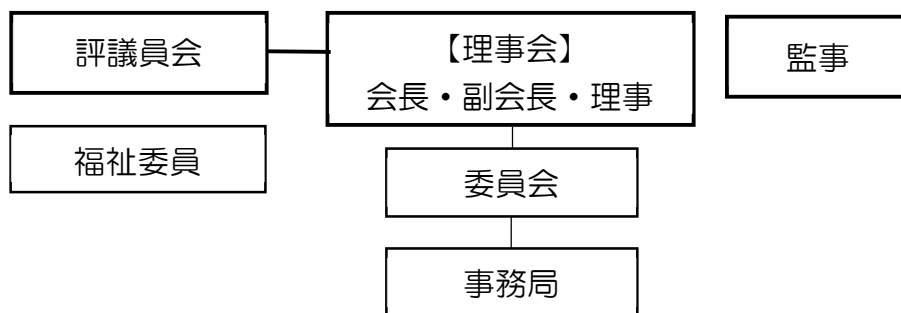 評議員会
【理事会】
会長・副会長・理事
監事
福祉委員
委員会
事務局